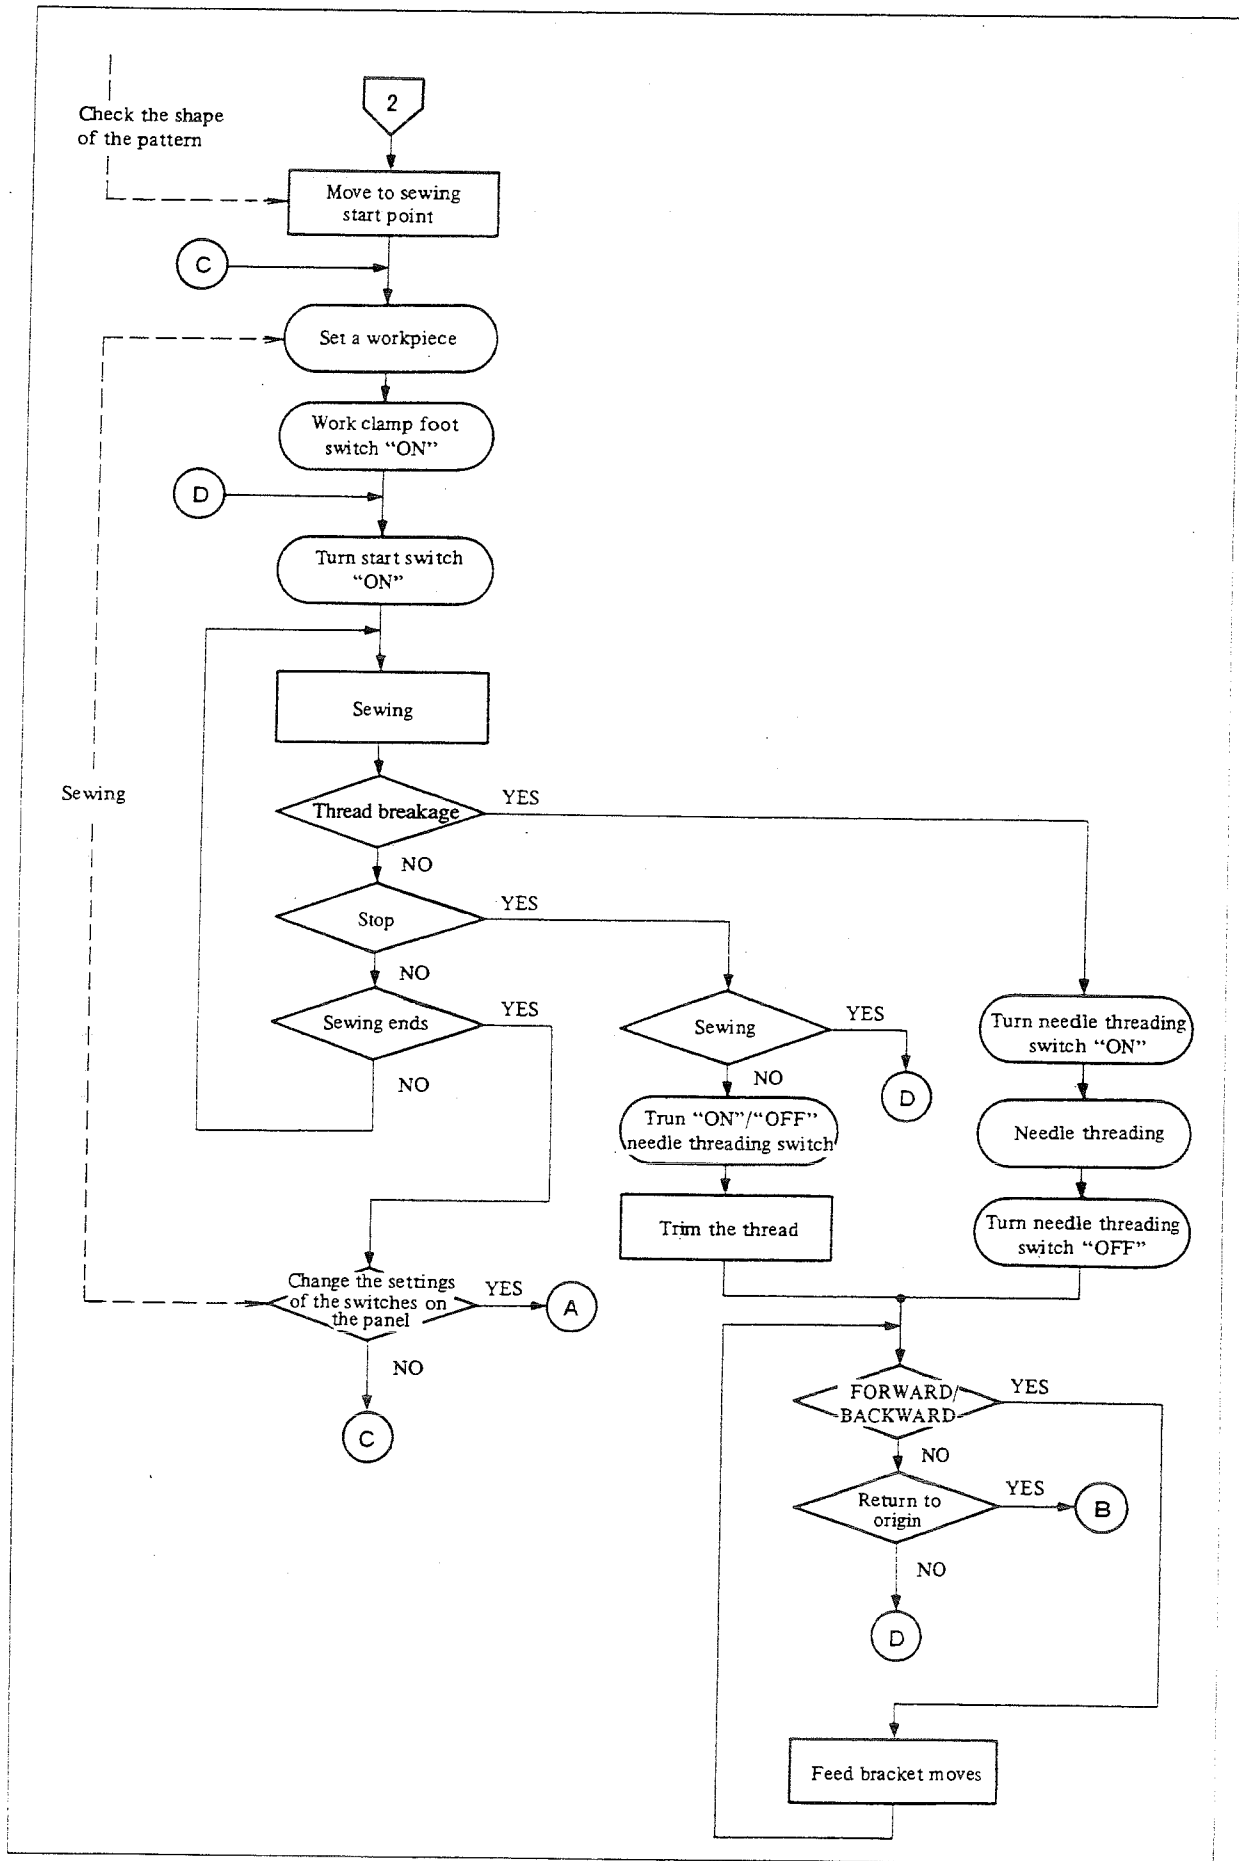 2
Check the shape
of the pattern
Move to sewing
start point
C
Set a workpiece
Work clamp foot
switch “ON”
D
Turn start switch
“ON”
Sewing
Sewing
Thread breakage
YES
NO
Stop
YES
NO
Sewing ends
YES
NO
Sewing
YES
NO
D
Turn needle threading
switch “ON”
Trun “ON”/“OFF”
needle threading switch
Needle threading
Trim the thread
Turn needle threading
switch “OFF”
Change the settings
of the switches on
the panel
YES
A
NO
C
FORWARD/
BACKWARD
YES
NO
Return to
origin
YES
B
NO
D
Feed bracket moves